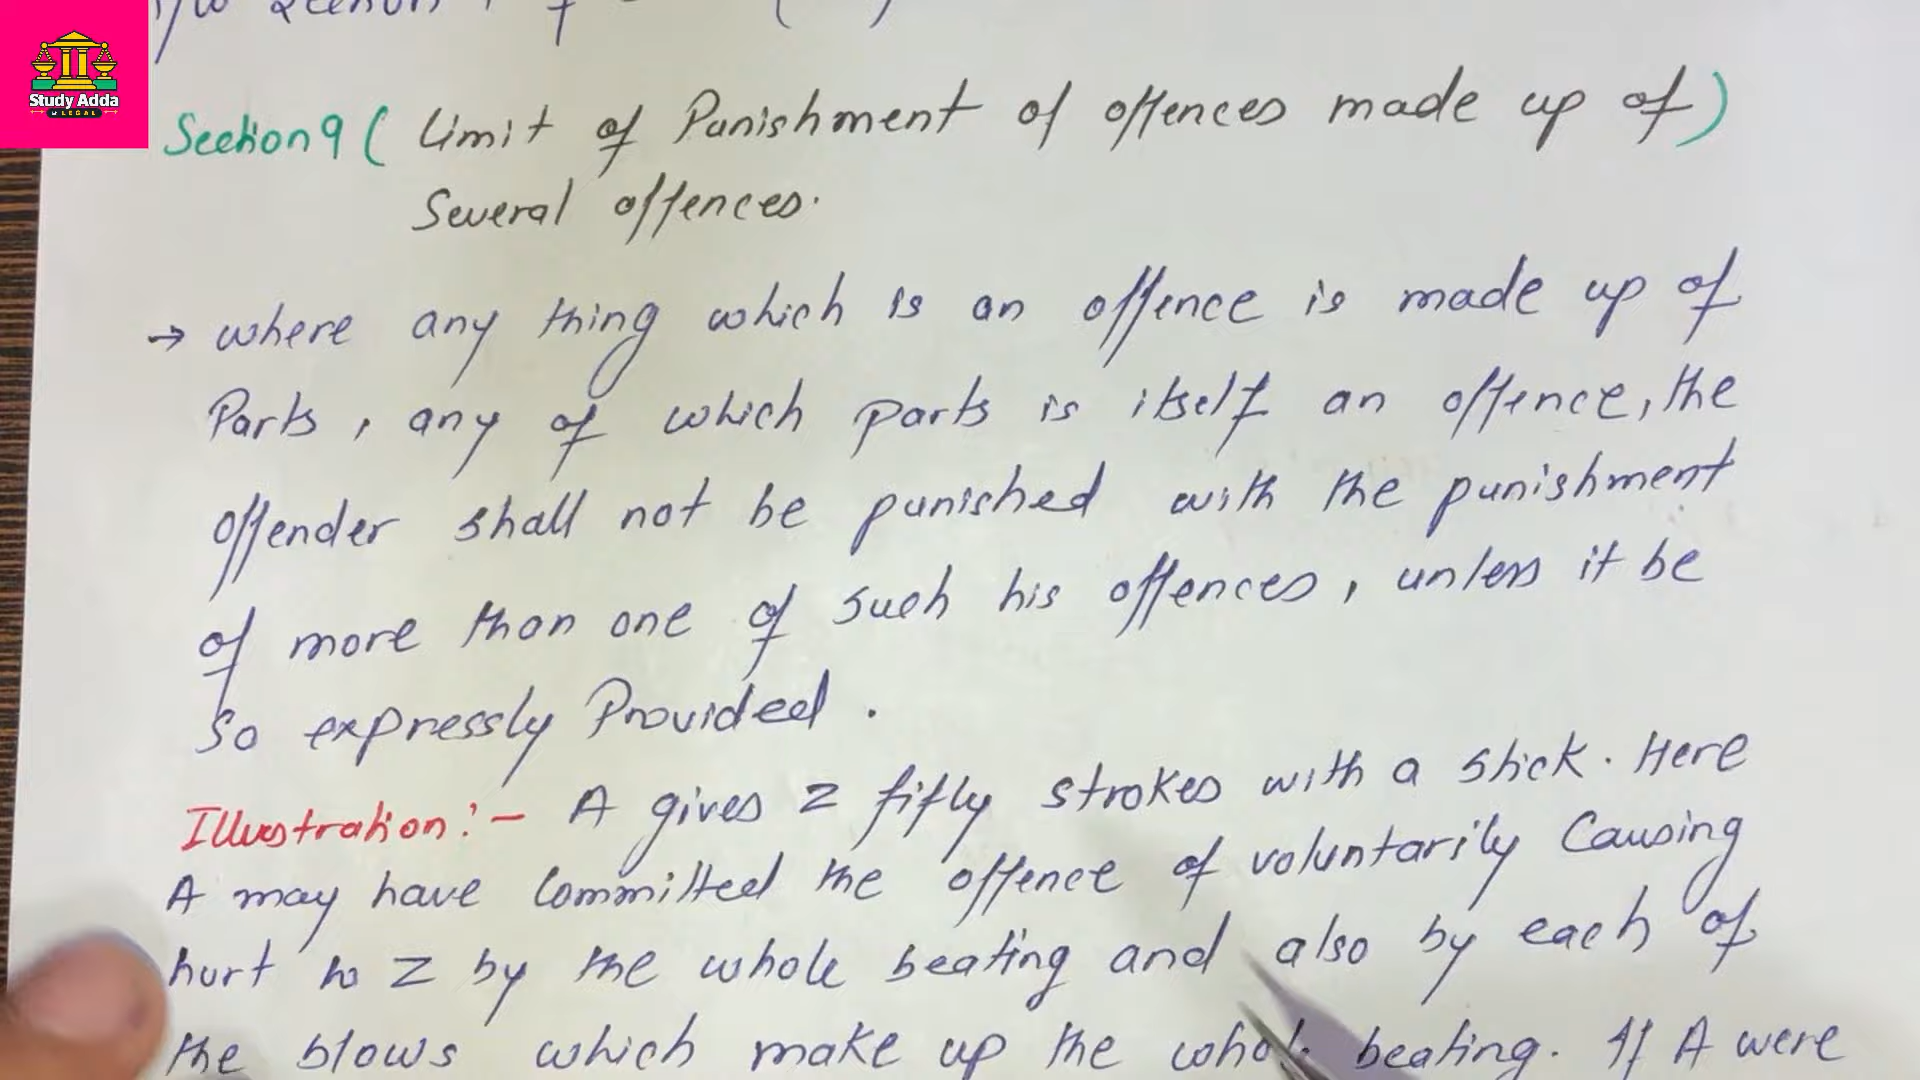 Section
Study Adda
LEGAL
Section 9 ( Limit of Punishment of offences made up of )
Several offences.
→ where any thing which is an offence is made up of
Parts, any of which parts is itself an offence, the
offender shall not be punished with the punishment
of more than one of such his offences, unless it be
so expressly Provided.
Illustration:- A gives Z fifty strokes with a stick. Here
A may have Committed the offence of voluntarily Causing
hurt to Z by the whole beating and also by each of
the blows which make up the whole beating. If A were